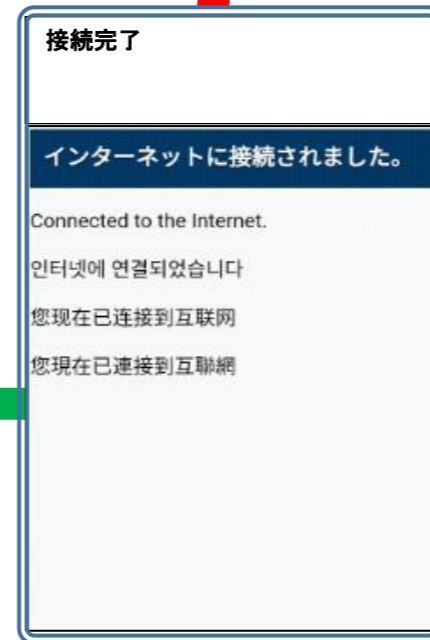 接続完了
インターネットに接続されました。
Connected to the Internet.
인터넷에 연결되었습니다
您现在已连接到互联网
您現在已連接到互聯網